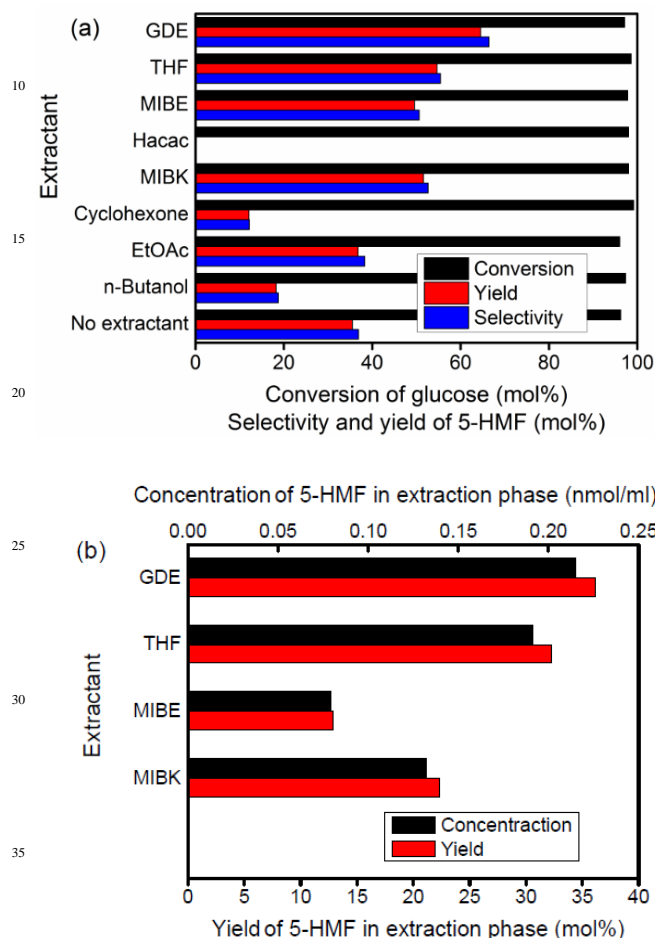 (a)
GDE
THF
MIBE
Hacac
MIBK
Cyclohexone
EtOAc
n-Butanol
No extractant
Extractant
Conversion
Yield
Selectivity
0 20 40 60 80 100
Conversion of glucose (mol%)
Selectivity and yield of 5-HMF (mol%)
10
15
20
Concentration of 5-HMF in extraction phase (nmol/ml)
0.00 0.05 0.10 0.15 0.20 0.25
25
(b)
GDE
THF
30
MIBE
Extractant
MIBK
Concentraction
Yield
35
0 5 10 15 20 25 30 35 40
Yield of 5-HMF in extraction phase (mol%)